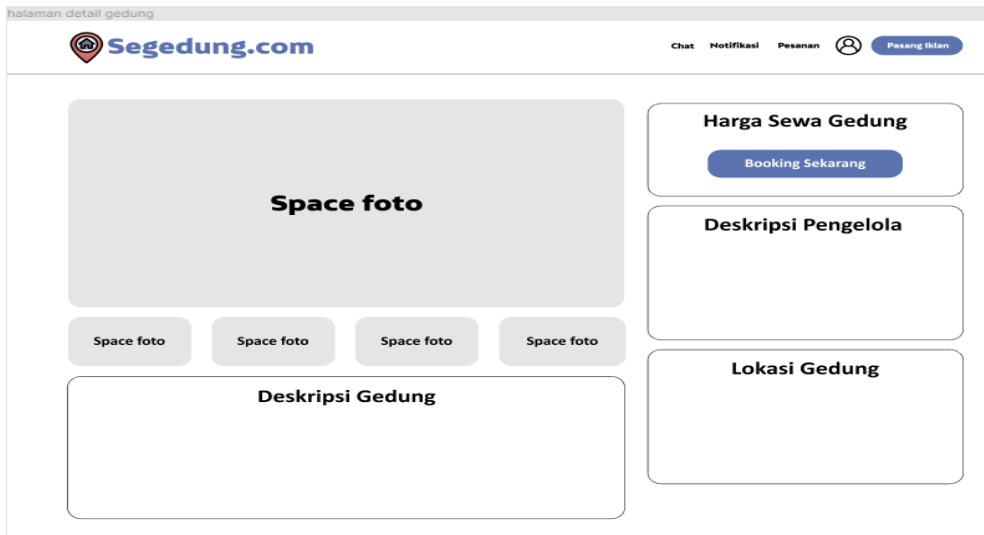 halaman detail gedung
Segedung.com
Chat Notifikasi Pesanan Pasang Iklan
Space foto
Space foto Space foto Space foto Space foto
Deskripsi Gedung
Harga Sewa Gedung
Booking Sekarang
Deskripsi Pengelola
Lokasi Gedung